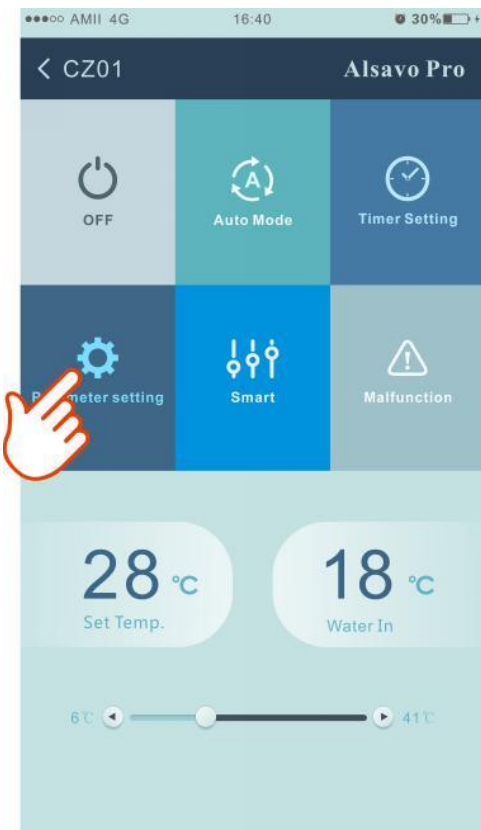 AMII 4G 16:40 30%
CZ01 Alsavo Pro
OFF Auto Mode Timer Setting
Parameter setting Smart Malfunction
28 °C 18 °C
Set Temp. Water In
6℃ 41℃